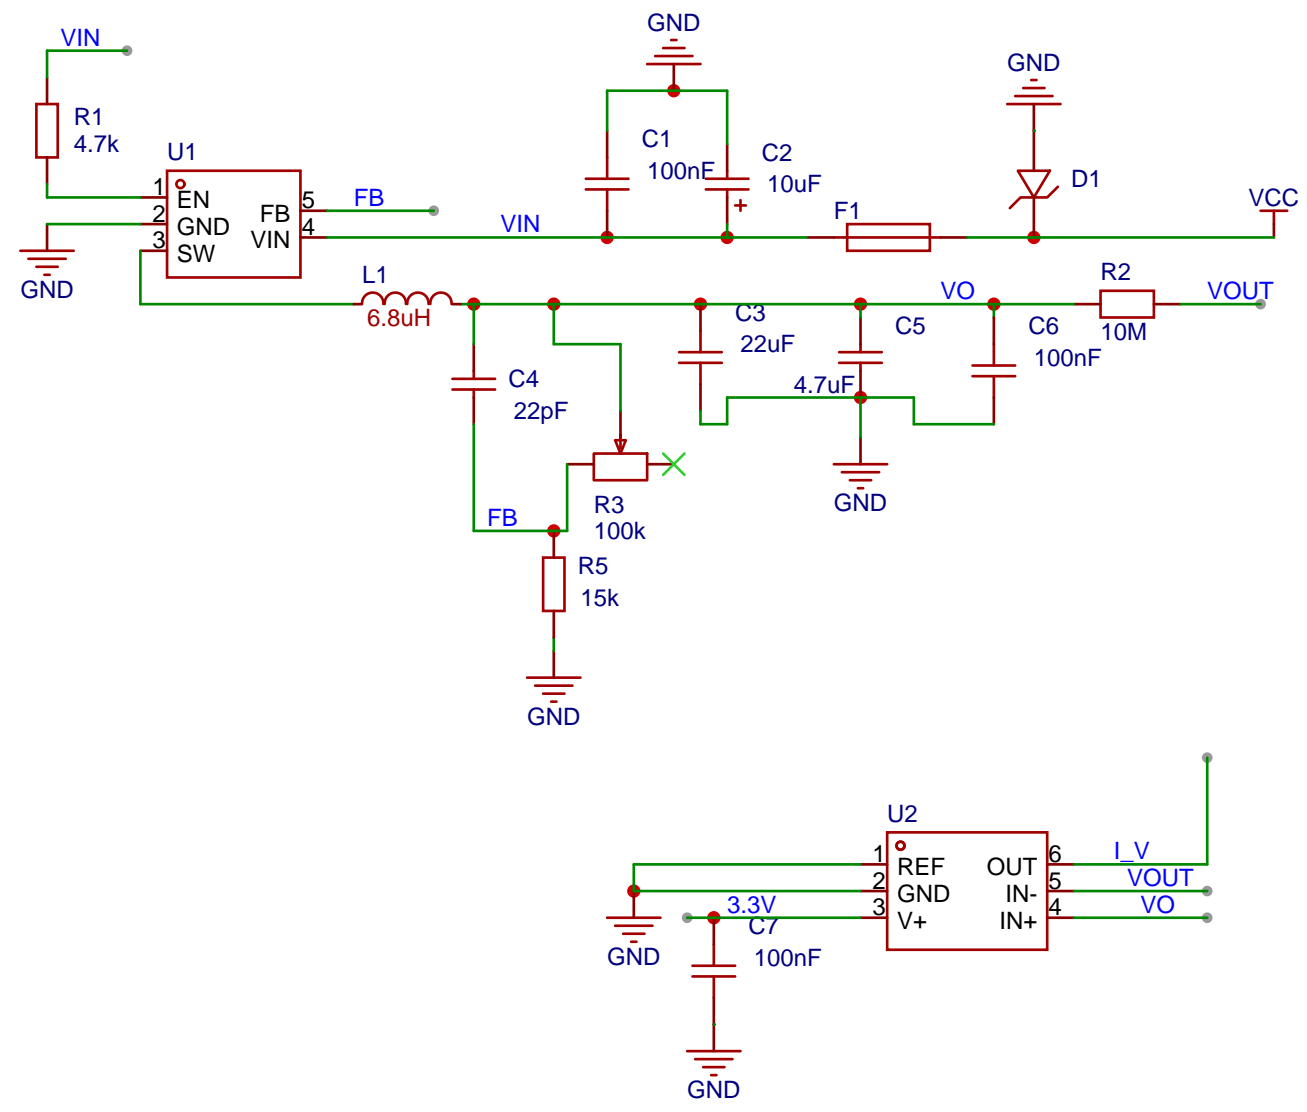 GND
VIN
GND
R1
4.7k
C1
100nF
C2
10uF
D1
U1
1
EN
2
GND
3
SW
FB
5
FB
VIN
4
VIN
+
F1
VCC
GND
L1
6.8uH
VO
R2
10M
VOUT
C3
22uF
C5
4.7uF
C6
100nF
C4
22pF
GND
R3
100k
FB
R5
15k
GND
U2
1
REF
2
GND
3
V+
OUT
6
I_V
IN-
5
VOUT
IN+
4
VO
3.3V
C7
100nF
GND
GND